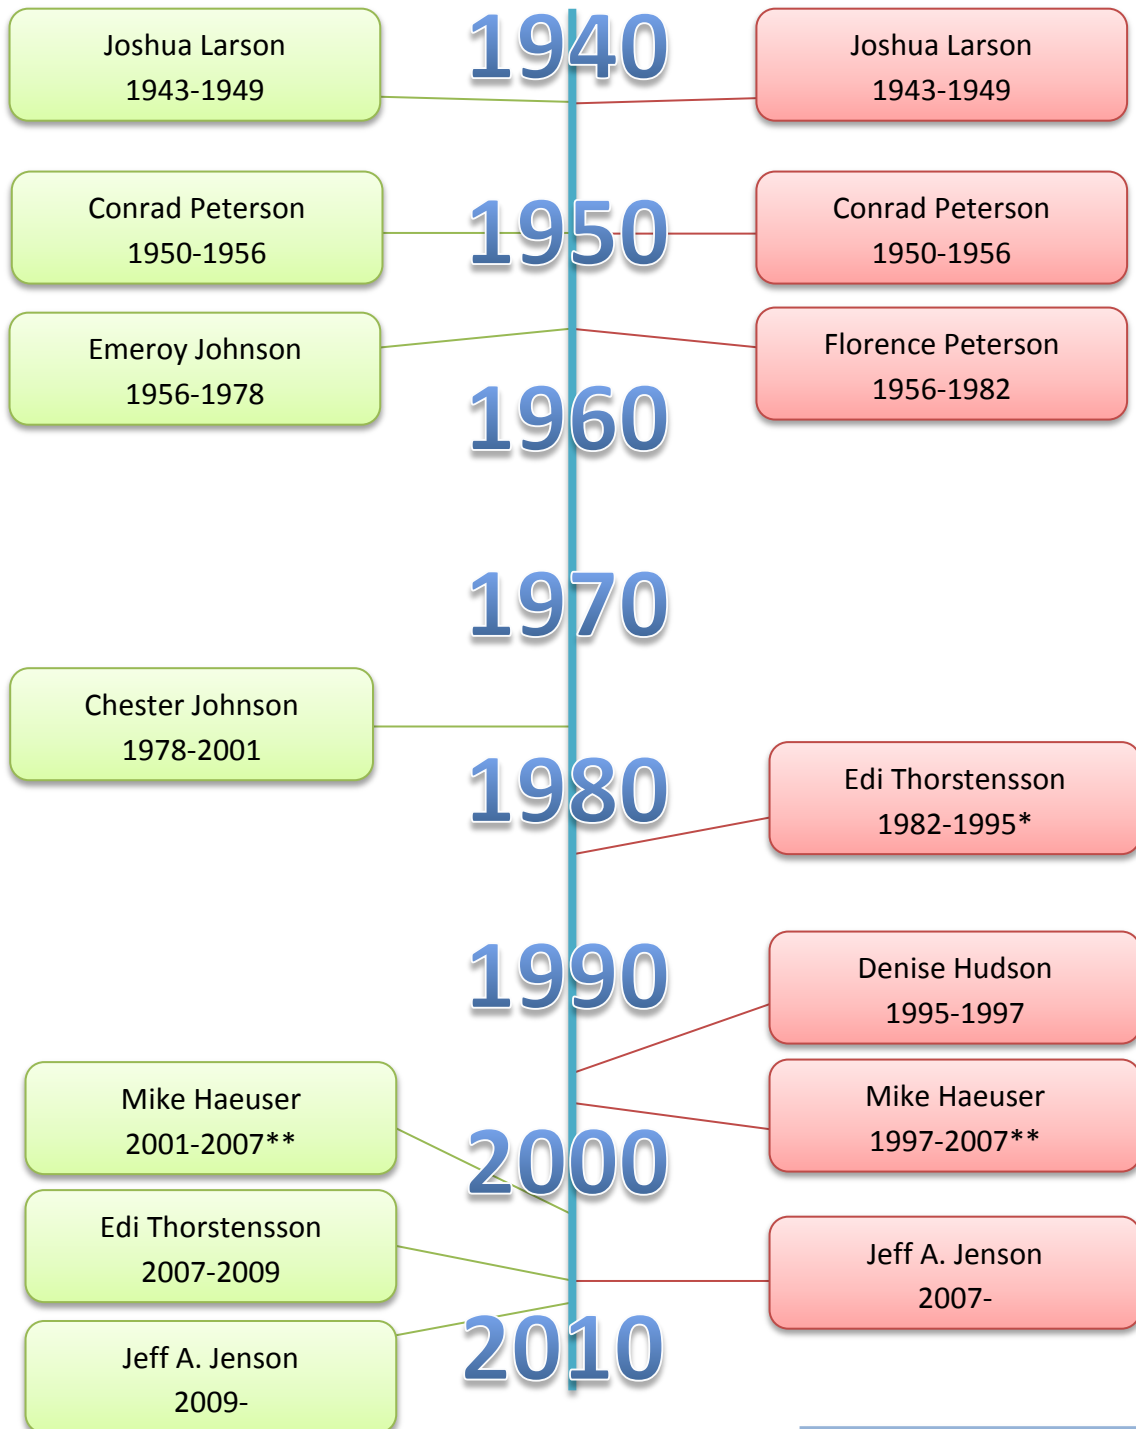 1940
Joshua Larson
1943-1949
Joshua Larson
1943-1949
Conrad Peterson
1950-1956
1950
Conrad Peterson
1950-1956
Emeroy Johnson
1956-1978
Florence Peterson
1956-1982
1960
1970
Chester Johnson
1978-2001
1980
Edi Thorstensson
1982-1995*
1990
Denise Hudson
1995-1997
Mike Haeuser
2001-2007**
Mike Haeuser
1997-2007**
2000
Edi Thorstensson
2007-2009
Jeff A. Jenson
2007-
2010
Jeff A. Jenson
2009-